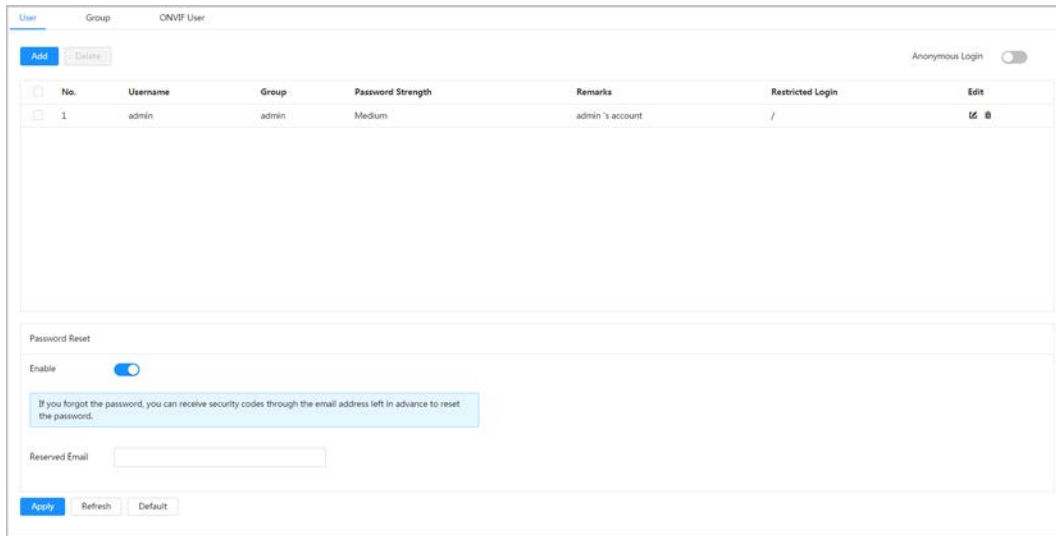 User Group ONVIF User
Add Delete Anonymous Login
No. Username Group Password Strength Remarks Restricted Login Edit
1 admin admin Medium admin 's account /
Password Reset
Enable
If you forgot the password, you can receive security codes through the email address left in advance to reset
the password.
Reserved Email
Apply Refresh Default